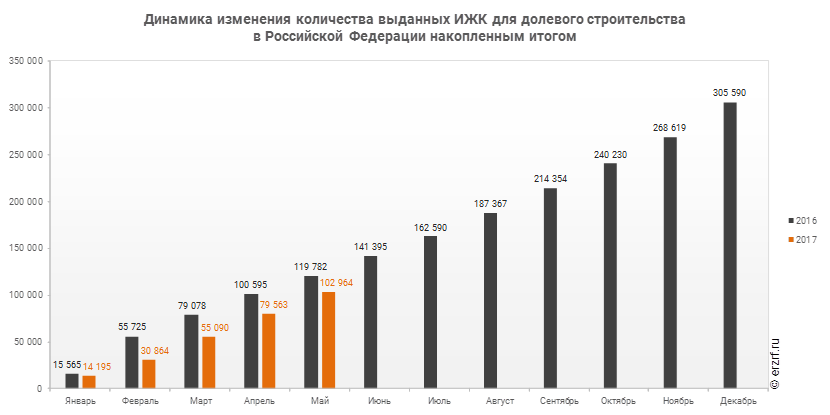 Динамика изменения количества выданных ИЖК для долевого строительства
в Российской Федерации накопленным итогом
350 000
300 000
250 000
200 000
150 000
100 000
50 000
0
15 565
14 195
55 725
30 864
79 078
55 090
100 595
79 563
119 782
102 964
141 395
162 590
187 367
214 354
240 230
268 619
305 590
Январь
Февраль
Март
Апрель
Май
Июнь
Июль
Август
Сентябрь
Октябрь
Ноябрь
Декабрь
2016
2017
© erzrf.ru